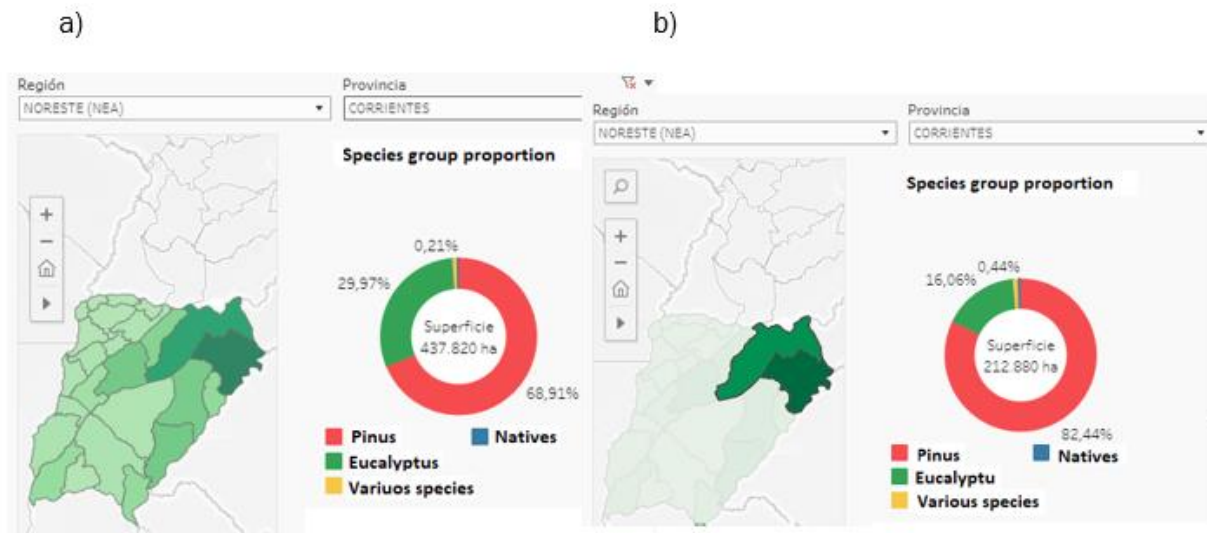 a)
Región
Provincia
NORESTE (NEA)
CORRIENTES
Species group proportion
0,21%
29,97%
Superficie
437.820 ha
68,91%
Pinus
Natives
Eucalyptus
Variuos species
b)
Región
Provincia
NORESTE (NEA)
CORRIENTES
Species group proportion
0,44%
16,06%
Superficie
212.880 ha
82,44%
Pinus
Natives
Eucalyptu
Various species